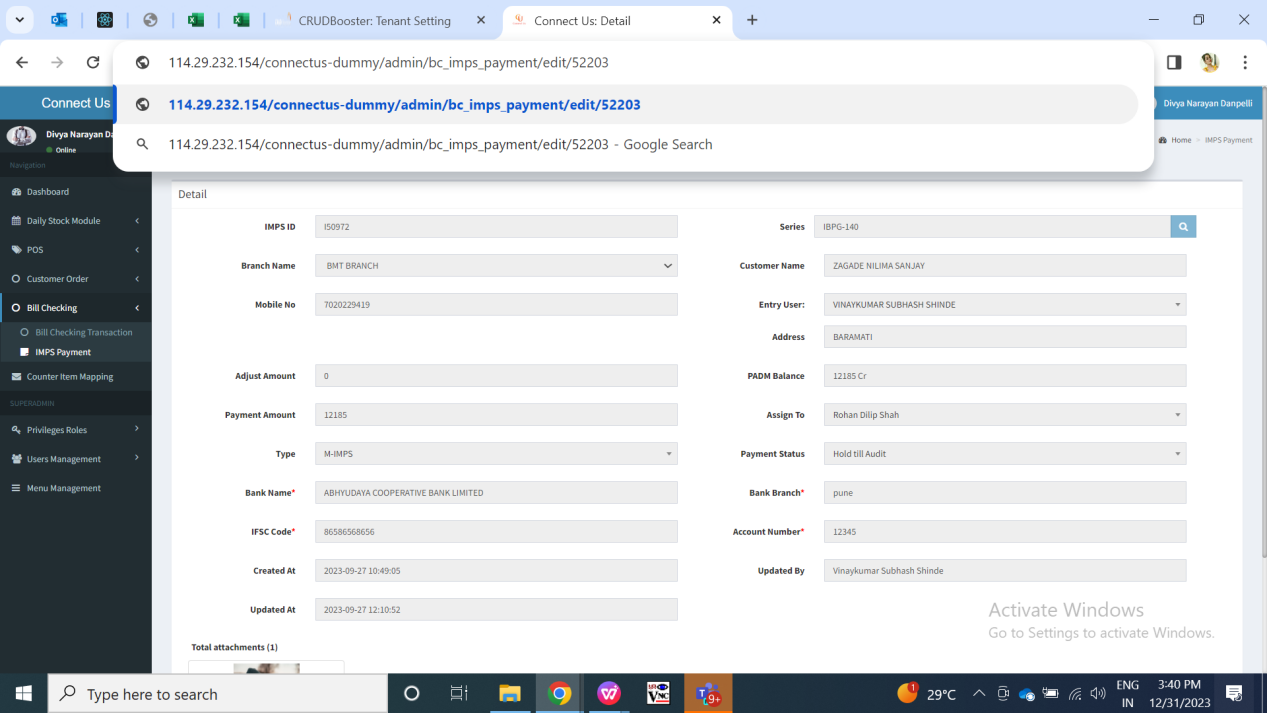 CRUDBooster: Tenant Setting
Connect Us: Detail
114.29.232.154/connectus-dummy/admin/bc_imps_payment/edit/52203
114.29.232.154/connectus-dummy/admin/bc_imps_payment/edit/52203
114.29.232.154/connectus-dummy/admin/bc_imps_payment/edit/52203 - Google Search
Connect Us
Divya Narayan Danpelli
Divya Narayan Da
Online
Home > IMPS Payment
Navigation
Dashboard
Daily Stock Module
POS
Customer Order
Bill Checking
Bill Checking Transaction
IMPS Payment
Counter Item Mapping
SUPERADMIN
Privileges Roles
Users Management
Menu Management
Detail
IMPS ID IS0972 Series IBPG-140
Branch Name BMT BRANCH Customer Name ZAGADE NILIMA SANJAY
Mobile No 7020229419 Entry User: VINAYKUMAR SUBHASH SHINDE
Address BARAMATI
Adjust Amount 0 PADM Balance 12185 Cr
Payment Amount 12185 Assign To Rohan Dilip Shah
Type M-IMPS Payment Status Hold till Audit
Bank Name* ABHYUDAYA COOPERATIVE BANK LIMITED Bank Branch* pune
IFSC Code* 86586568656 Account Number* 12345
Created At 2023-09-27 10:49:05 Updated By Vinaykumar Subhash Shinde
Updated At 2023-09-27 12:10:52
Activate Windows
Go to Settings to activate Windows.
Total attachments (1)
Type here to search
VNC
9+
1
29°C
ENG
IN
3:40 PM
12/31/2023